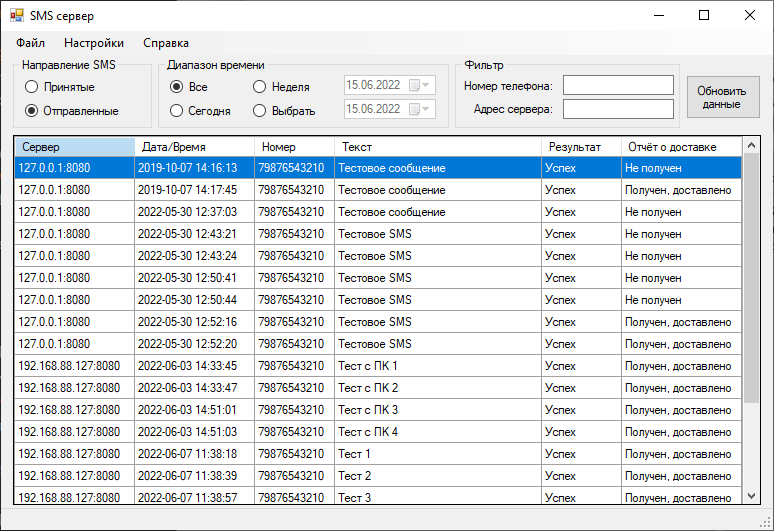 SMS сервер
Файл Настройки Справка
Направление SMS Диапазон времени Фильтр
Принятые Все Неделя 15.06.2022 Номер телефона: Обновить данные
Отправленные Сегодня Выбрать 15.06.2022 Адрес сервера:
Сервер Дата/Время Номер Текст Результат Отчёт о доставке
127.0.0.1:8080 2019-10-07 14:16:13 79876543210 Тестовое сообщение Успех Не получен
127.0.0.1:8080 2019-10-07 14:17:45 79876543210 Тестовое сообщение Успех Получен, доставлено
127.0.0.1:8080 2022-05-30 12:37:03 79876543210 Тестовое сообщение Успех Не получен
127.0.0.1:8080 2022-05-30 12:43:21 79876543210 Тестовое SMS Успех Не получен
127.0.0.1:8080 2022-05-30 12:43:24 79876543210 Тестовое SMS Успех Не получен
127.0.0.1:8080 2022-05-30 12:50:41 79876543210 Тестовое SMS Успех Не получен
127.0.0.1:8080 2022-05-30 12:50:44 79876543210 Тестовое SMS Успех Не получен
127.0.0.1:8080 2022-05-30 12:52:16 79876543210 Тестовое SMS Успех Получен, доставлено
127.0.0.1:8080 2022-05-30 12:52:20 79876543210 Тестовое SMS Успех Получен, доставлено
192.168.88.127:8080 2022-06-03 14:33:45 79876543210 Тест с ПК 1 Успех Получен, доставлено
192.168.88.127:8080 2022-06-03 14:33:47 79876543210 Тест с ПК 2 Успех Получен, доставлено
192.168.88.127:8080 2022-06-03 14:51:01 79876543210 Тест с ПК 3 Успех Получен, доставлено
192.168.88.127:8080 2022-06-03 14:51:03 79876543210 Тест с ПК 4 Успех Получен, доставлено
192.168.88.127:8080 2022-06-07 11:38:18 79876543210 Тест 1 Успех Получен, доставлено
192.168.88.127:8080 2022-06-07 11:38:39 79876543210 Тест 2 Успех Получен, доставлено
192.168.88.127:8080 2022-06-07 11:38:57 79876543210 Тест 3 Успех Получен, доставлено